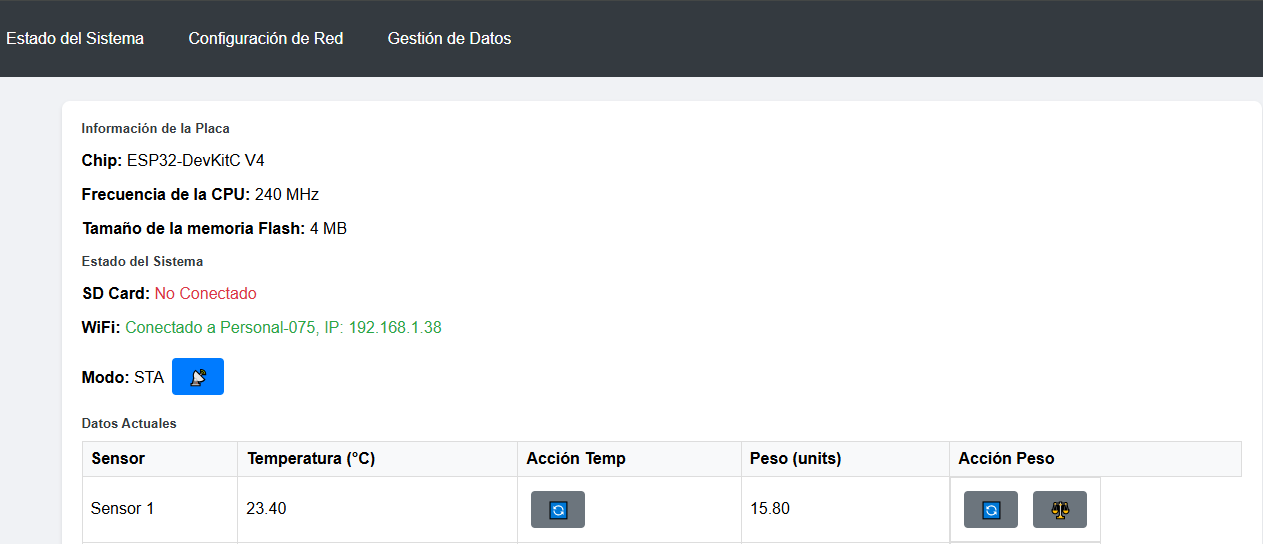 Estado del Sistema Configuración de Red Gestión de Datos
Información de la Placa
Chip: ESP32-DevKitC V4
Frecuencia de la CPU: 240 MHz
Tamaño de la memoria Flash: 4 MB
Estado del Sistema
SD Card: No Conectado
WiFi: Conectado a Personal-075, IP: 192.168.1.38
Modo: STA
Datos Actuales
Sensor Temperatura (°C) Acción Temp Peso (units) Acción Peso
Sensor 1 23.40 15.80